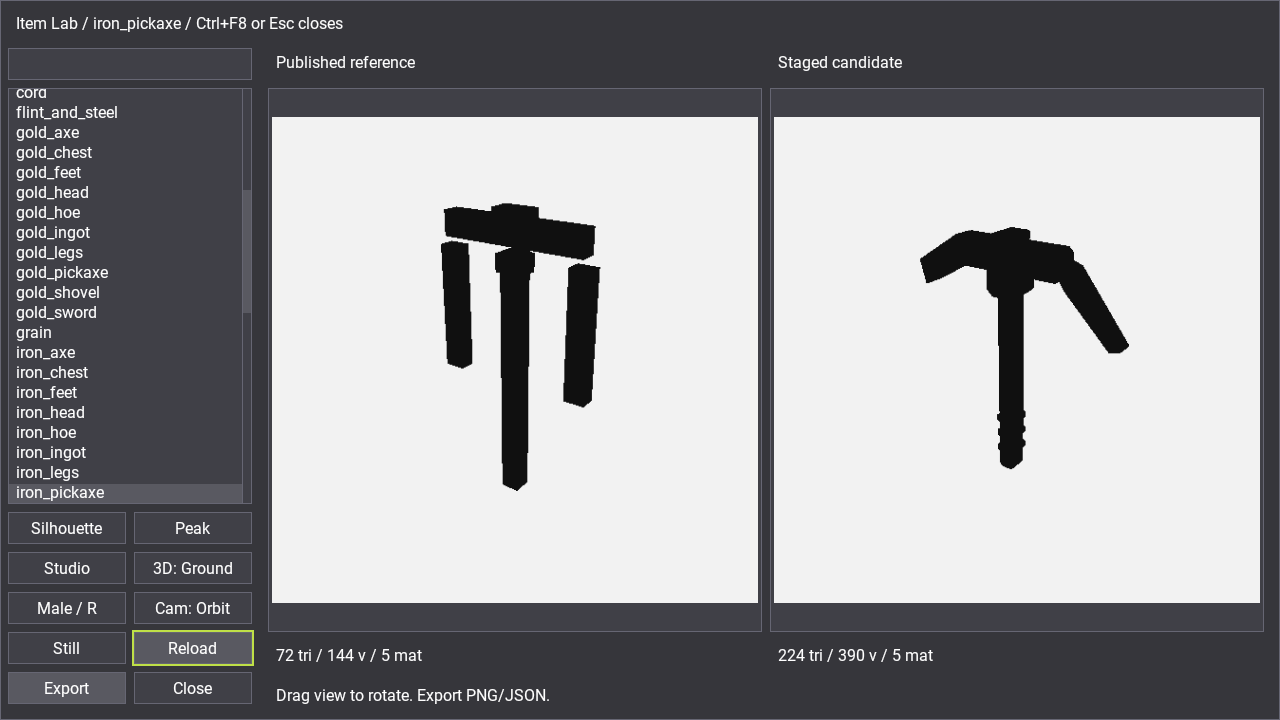 Item Lab / iron_pickaxe / Ctrl+F8 or Esc closes
Published reference
Staged candidate
cord
flint_and_steel
gold_axe
gold_chest
gold_feet
gold_head
gold_hoe
gold_ingot
gold_legs
gold_pickaxe
gold_shovel
gold_sword
grain
iron_axe
iron_chest
iron_feet
iron_head
iron_hoe
iron_ingot
iron_legs
iron_pickaxe
Silhouette
Peak
Studio
3D: Ground
Male / R
Cam: Orbit
Still
Reload
Export
Close
72 tri / 144 v / 5 mat
224 tri / 390 v / 5 mat
Drag view to rotate. Export PNG/JSON.